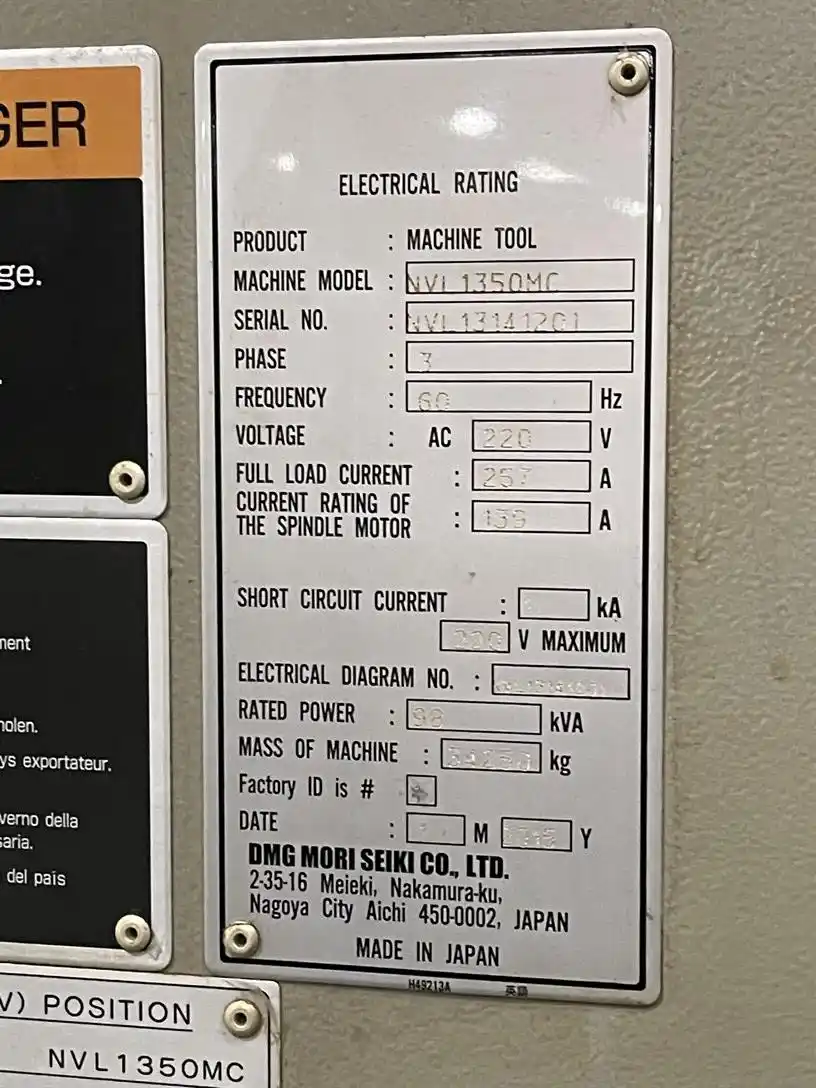 GER
ge.
ment
nolen.
ys exportateur.
verno della
saria.
del pais
V) POSITION
NVL1350MC
ELECTRICAL RATING
PRODUCT : MACHINE TOOL
MACHINE MODEL : NVL1350MC
SERIAL NO. : NVL13141201
PHASE : 3
FREQUENCY : 60 Hz
VOLTAGE : AC 220 V
FULL LOAD CURRENT : 257 A
CURRENT RATING OF
THE SPINDLE MOTOR : A
SHORT CIRCUIT CURRENT : kA
V MAXIMUM
ELECTRICAL DIAGRAM NO. :
RATED POWER : 98 kVA
MASS OF MACHINE : kg
Factory ID is #
DATE : M Y
DMG MORI SEIKI CO., LTD.
2-35-16 Meieki, Nakamura-ku,
Nagoya City Aichi 450-0002, JAPAN
MADE IN JAPAN
H49213A 英語